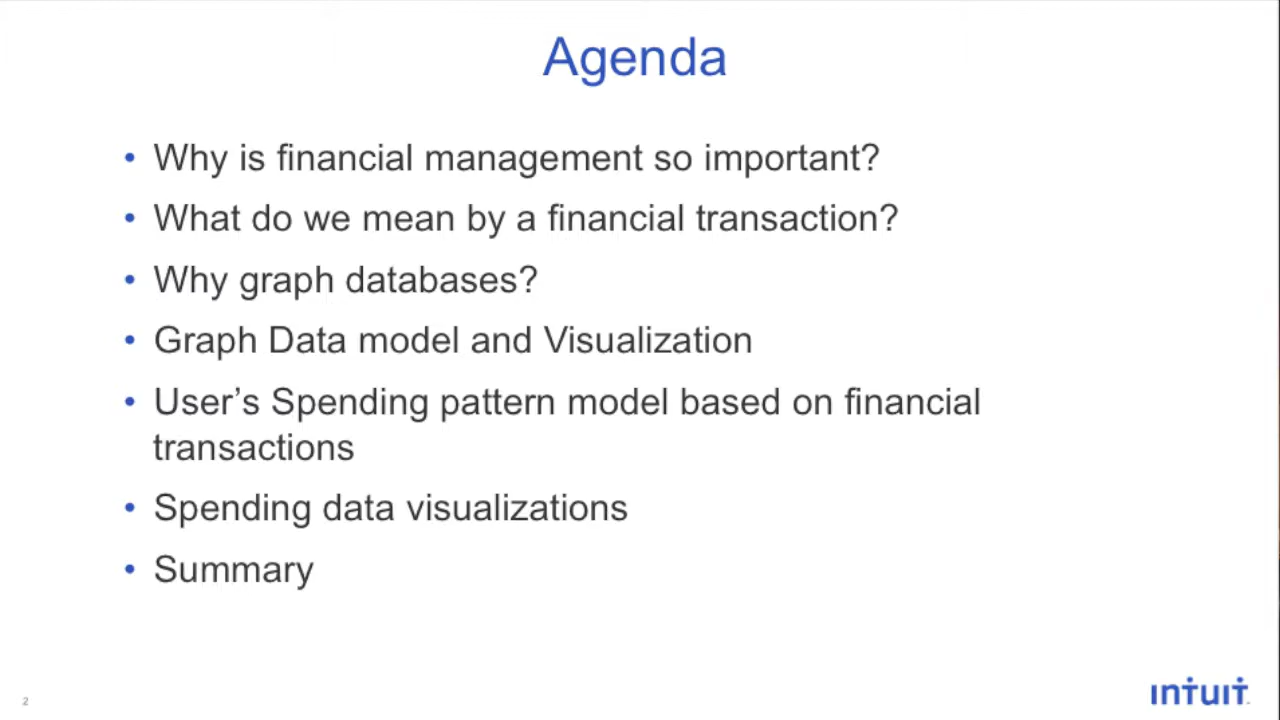 Agenda
• Why is financial management so important?
• What do we mean by a financial transaction?
• Why graph databases?
• Graph Data model and Visualization
• User’s Spending pattern model based on financial
transactions
• Spending data visualizations
• Summary
2
intuit